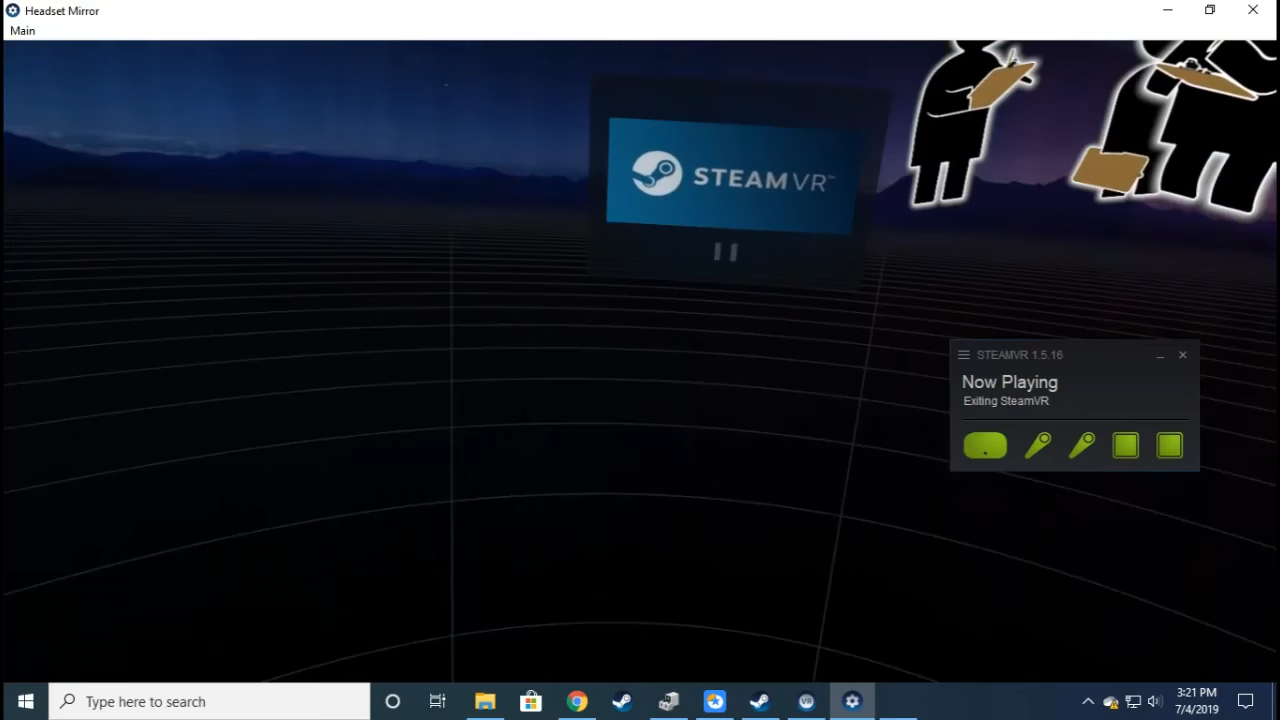 Headset Mirror
Main
STEAMVR™
STEAMVR 1.5.16
Now Playing
Exiting SteamVR
Type here to search
3:21 PM
7/4/2019